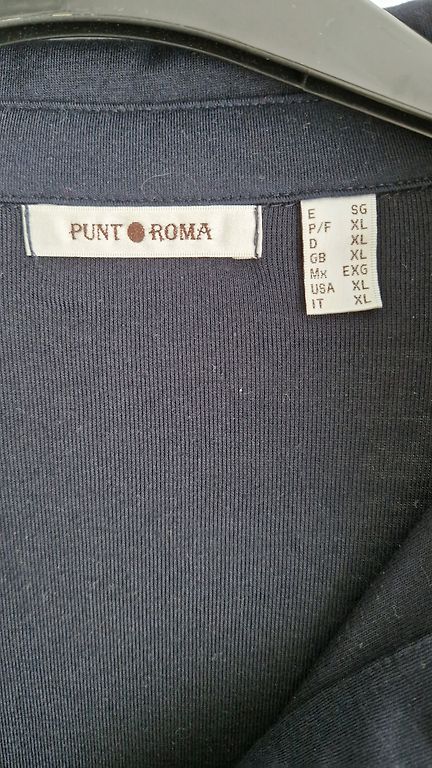 PUNT ROMA
E SG
P/F XL
D XL
GB XL
Mx EXG
USA XL
IT XL